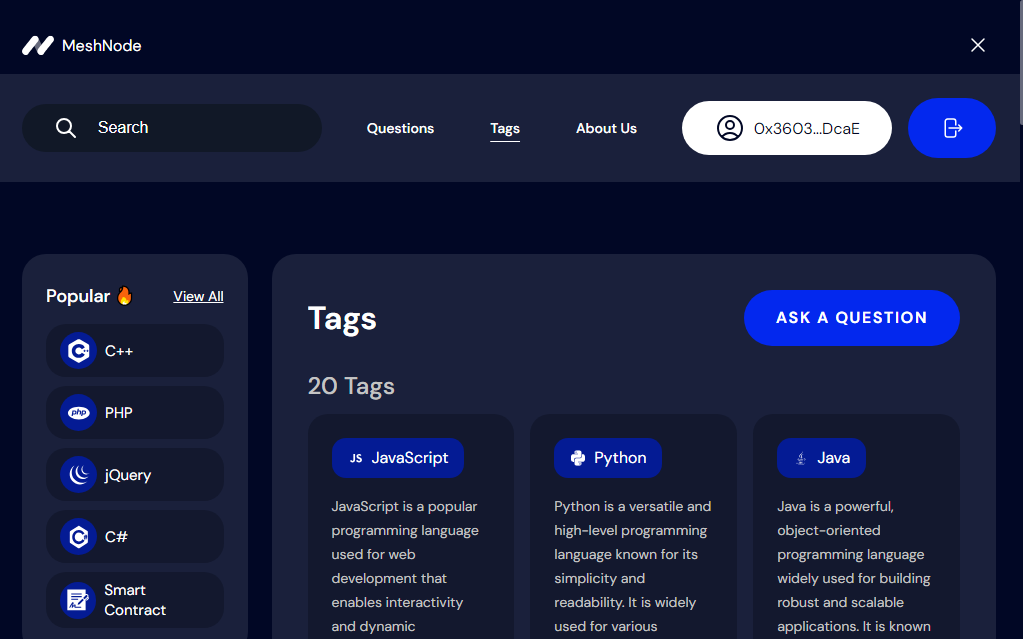 MeshNode
Search
Questions
Tags
About Us
0x3603...DcaE
Popular 🔥
View All
C++
PHP
jQuery
C#
Smart
Contract
Tags
ASK A QUESTION
20 Tags
JS JavaScript
JavaScript is a popular
programming language
used for web
development that
enables interactivity
and dynamic
php
Python
Python is a versatile and
high-level programming
language known for its
simplicity and
readability. It is widely
used for various
Java
Java is a powerful,
object-oriented
programming language
widely used for building
robust and scalable
applications. It is known